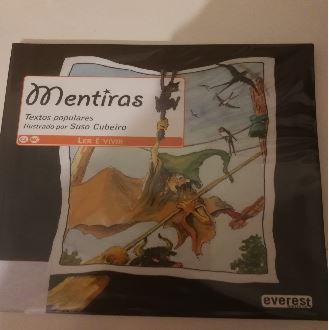 Mentiras
Textos populares
Ilustrado por Suso Cubeiro
LER E VIVIR
everest